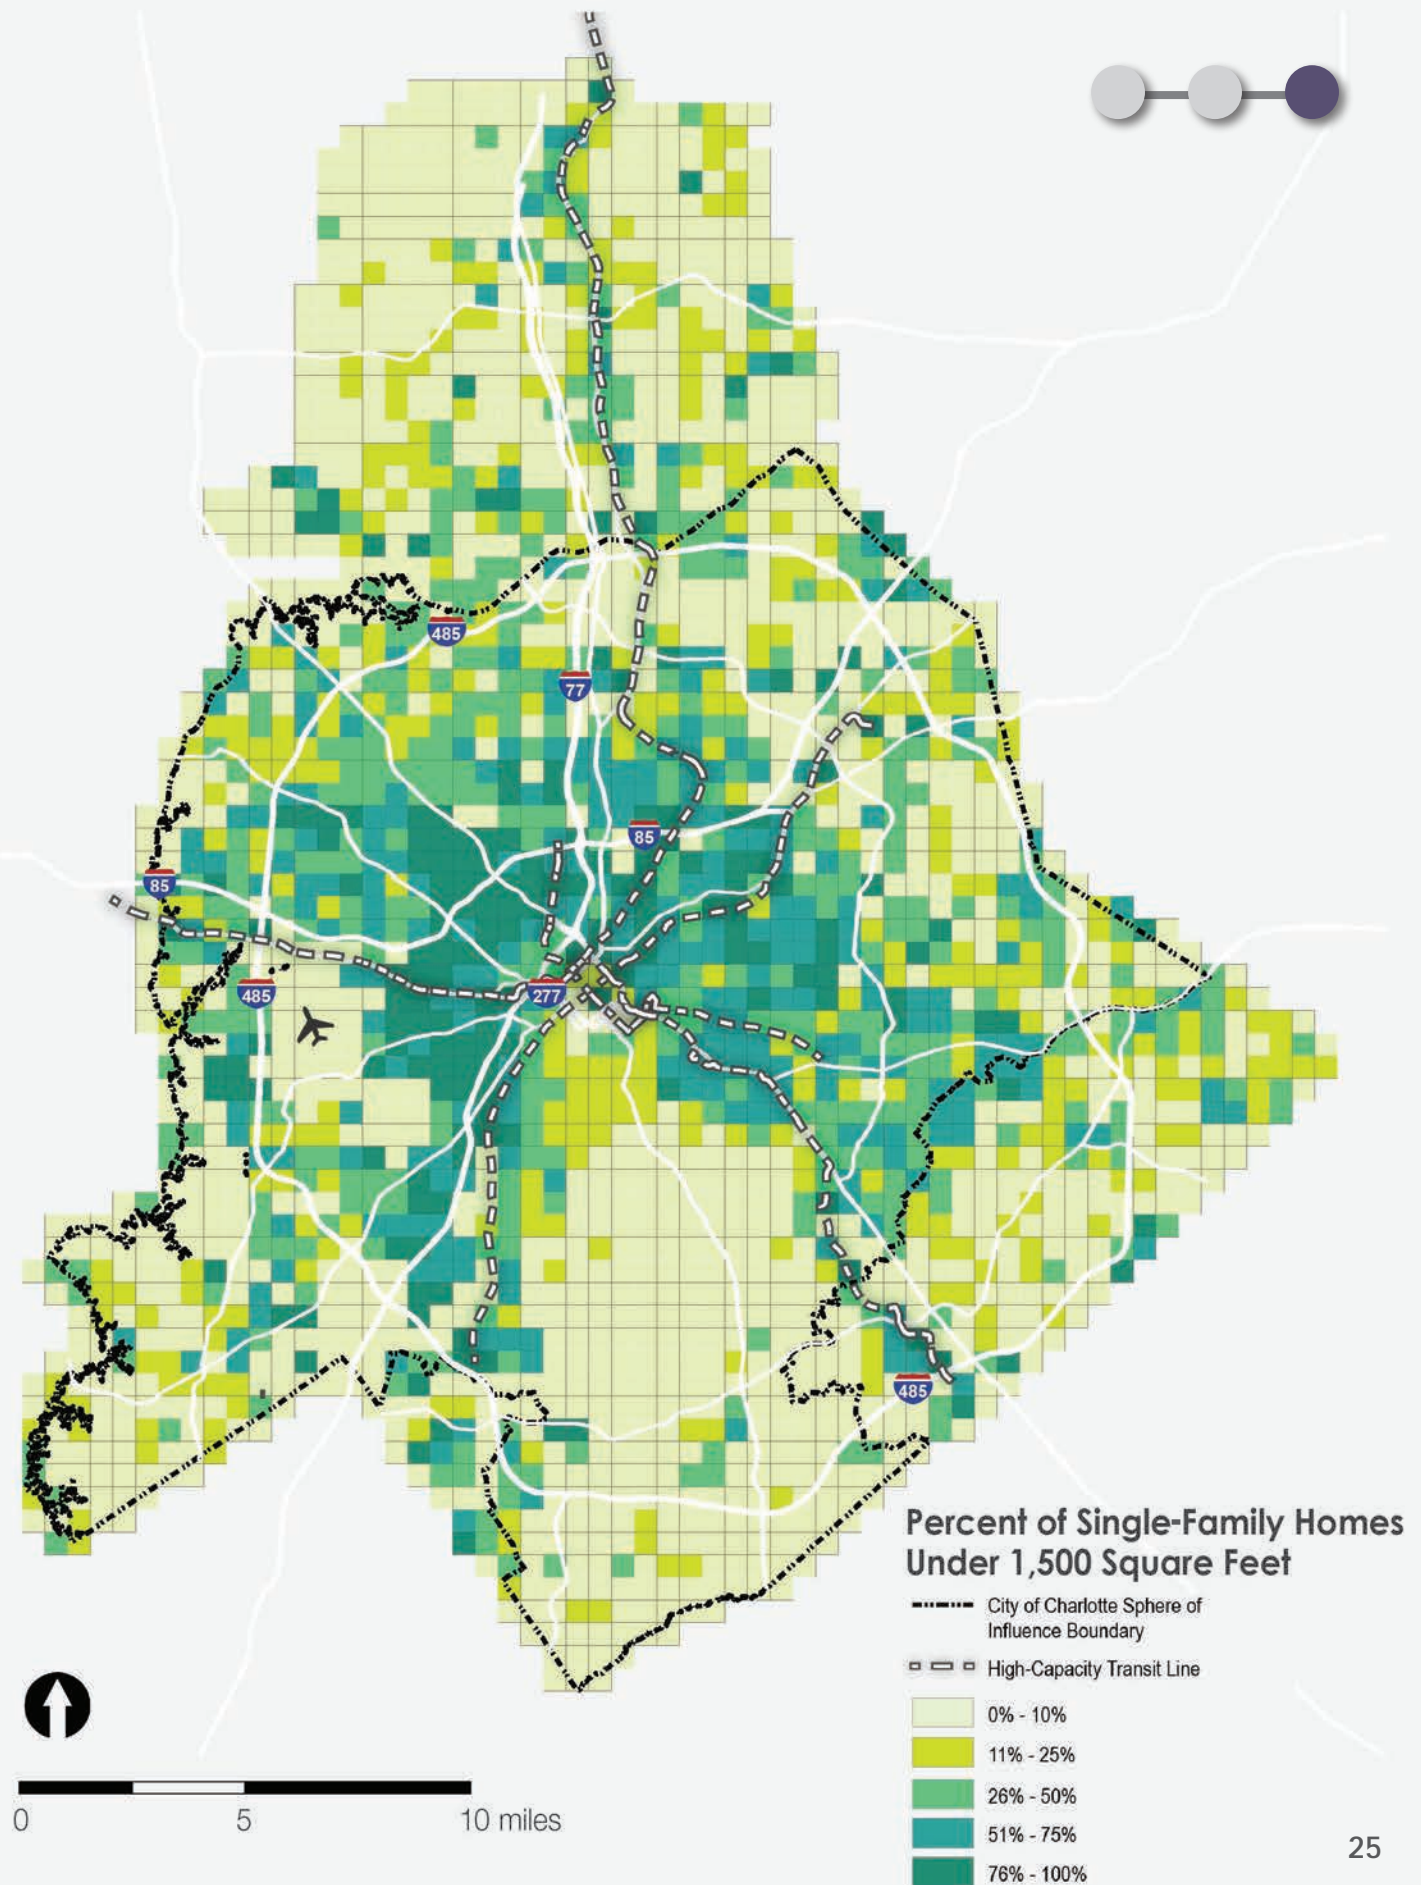 485
77
85
85
485
277
485
Percent of Single-Family Homes
Under 1,500 Square Feet
City of Charlotte Sphere of
Influence Boundary
High-Capacity Transit Line
0% - 10%
11% - 25%
26% - 50%
51% - 75%
76% - 100%
0 5 10 miles
25